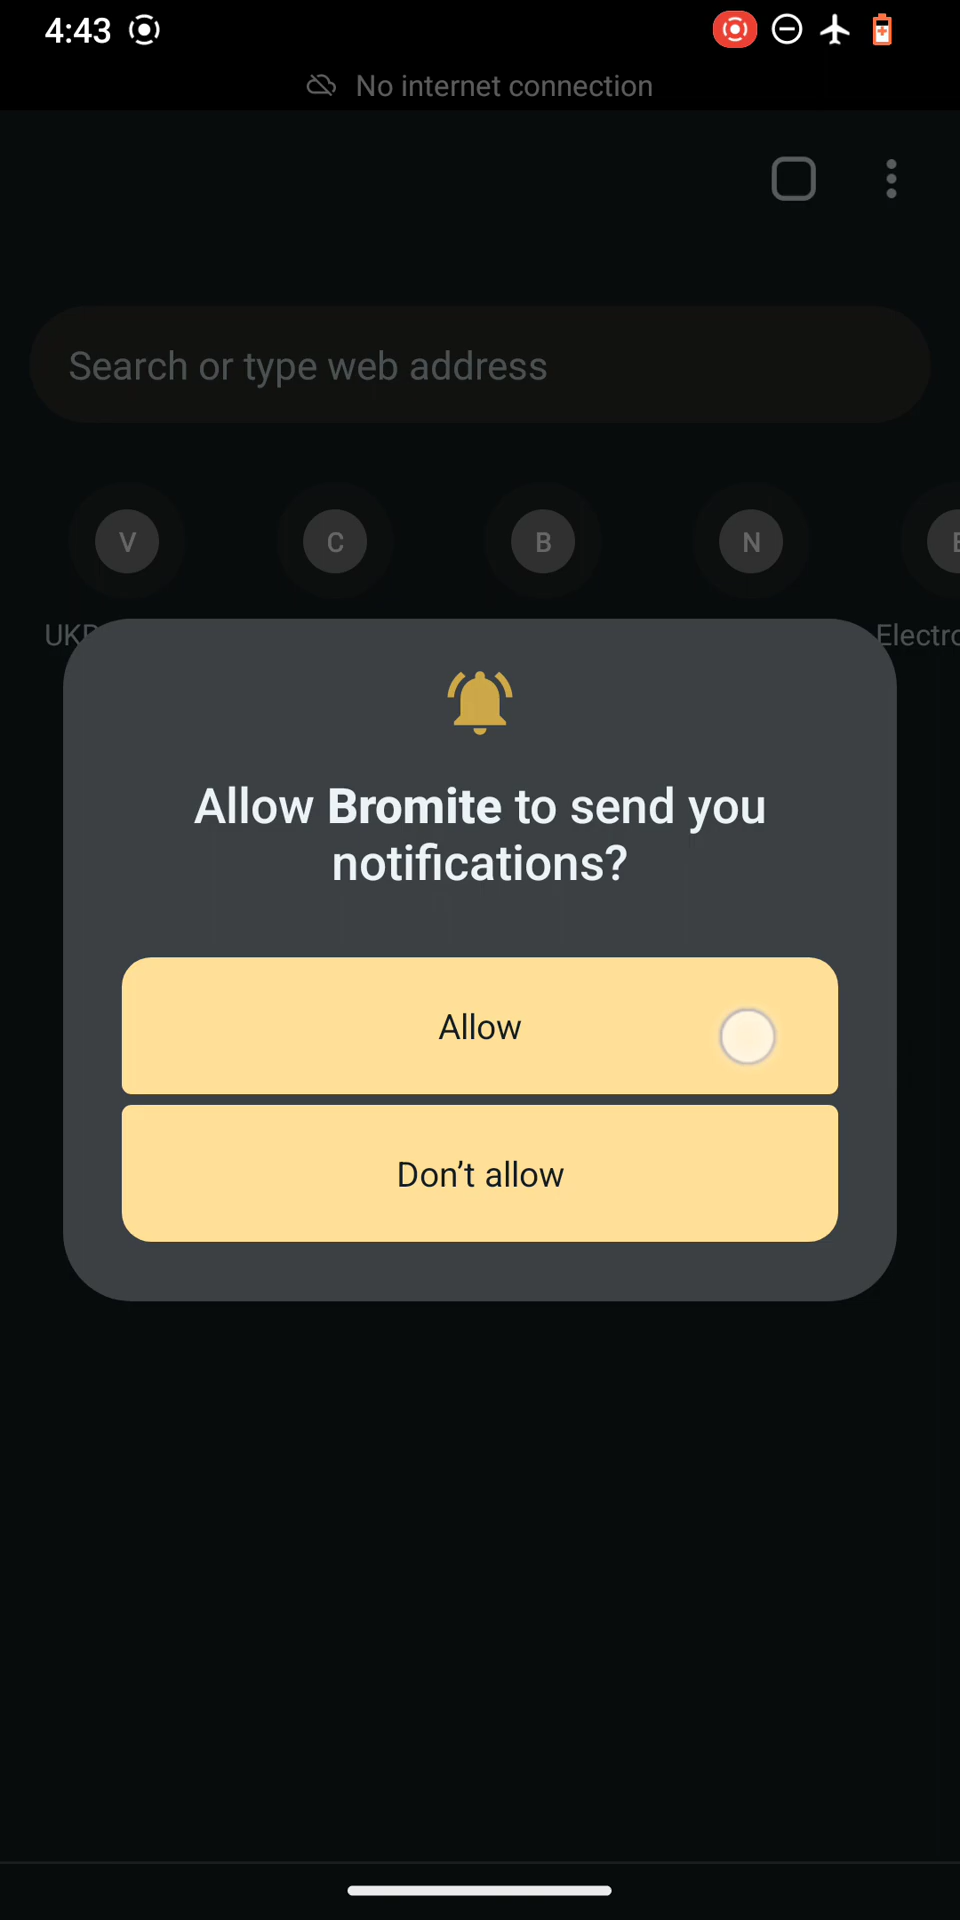 4:43
No internet connection
Search or type web address
V
C
B
N
Allow Bromite to send you
notifications?
Allow
Don’t allow